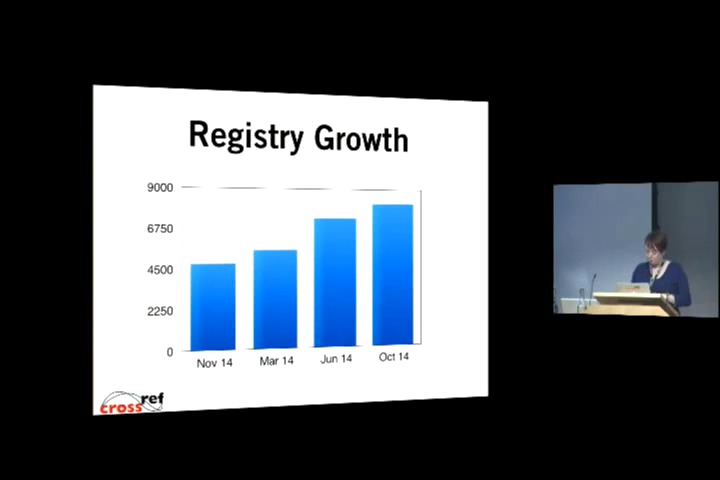 Registry Growth
9000
6750
4500
2250
0
Nov 14
Mar 14
Jun 14
Oct 14
crossref